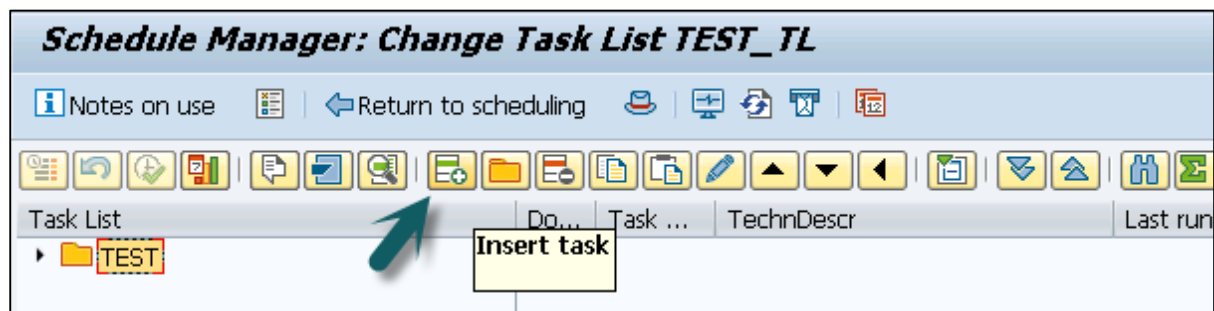 Schedule Manager: Change Task List TEST_TL
Notes on use Return to scheduling
Task List Do... Task ... TechnDescr Last run
Insert task
TEST